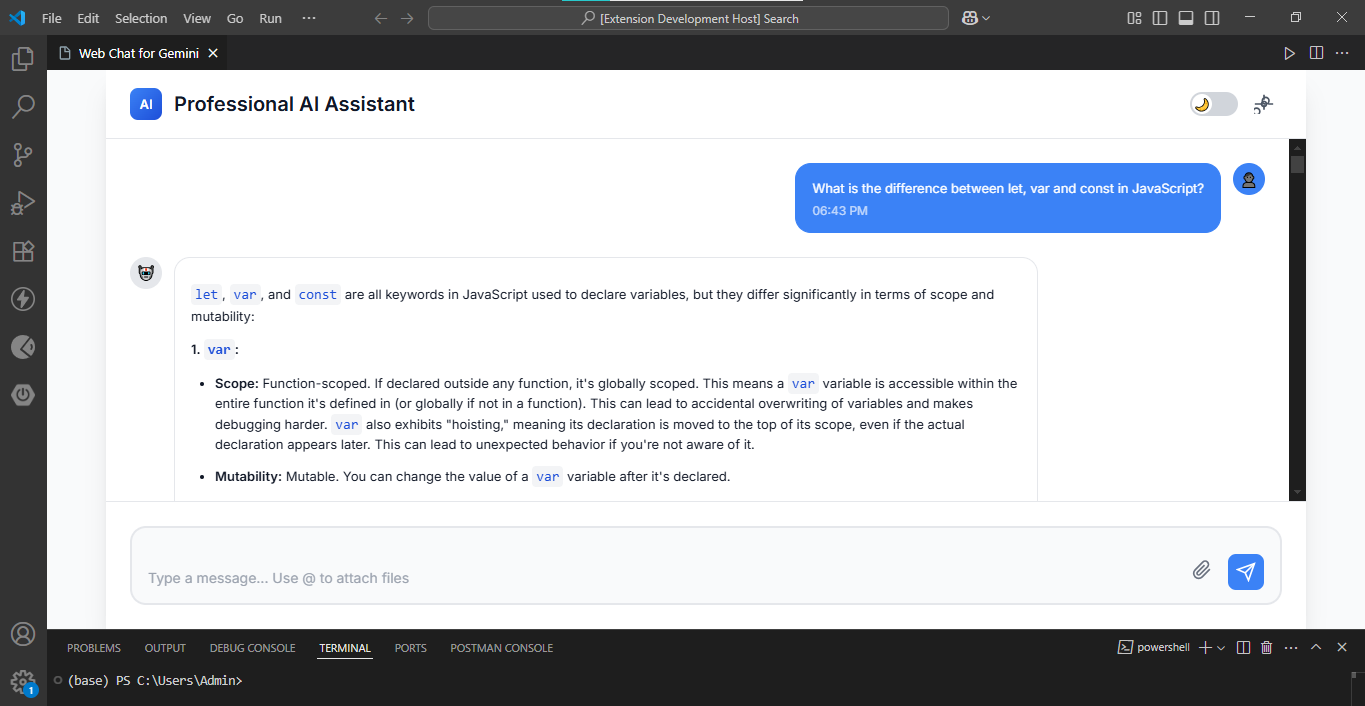 File Edit Selection View Go Run ··· [Extension Development Host] Search
Web Chat for Gemini
AI Professional AI Assistant
What is the difference between let, var and const in JavaScript?
06:43 PM
let, var, and const are all keywords in JavaScript used to declare variables, but they differ significantly in terms of scope and
mutability:
1. var:
• Scope: Function-scoped. If declared outside any function, it's globally scoped. This means a var variable is accessible within the
entire function it's defined in (or globally if not in a function). This can lead to accidental overwriting of variables and makes
debugging harder. var also exhibits "hoisting," meaning its declaration is moved to the top of its scope, even if the actual
declaration appears later. This can lead to unexpected behavior if you're not aware of it.
• Mutability: Mutable. You can change the value of a var variable after it's declared.
Type a message... Use @ to attach files
PROBLEMS OUTPUT DEBUG CONSOLE TERMINAL PORTS POSTMAN CONSOLE powershell
1
(base) PS C:\Users\Admin>